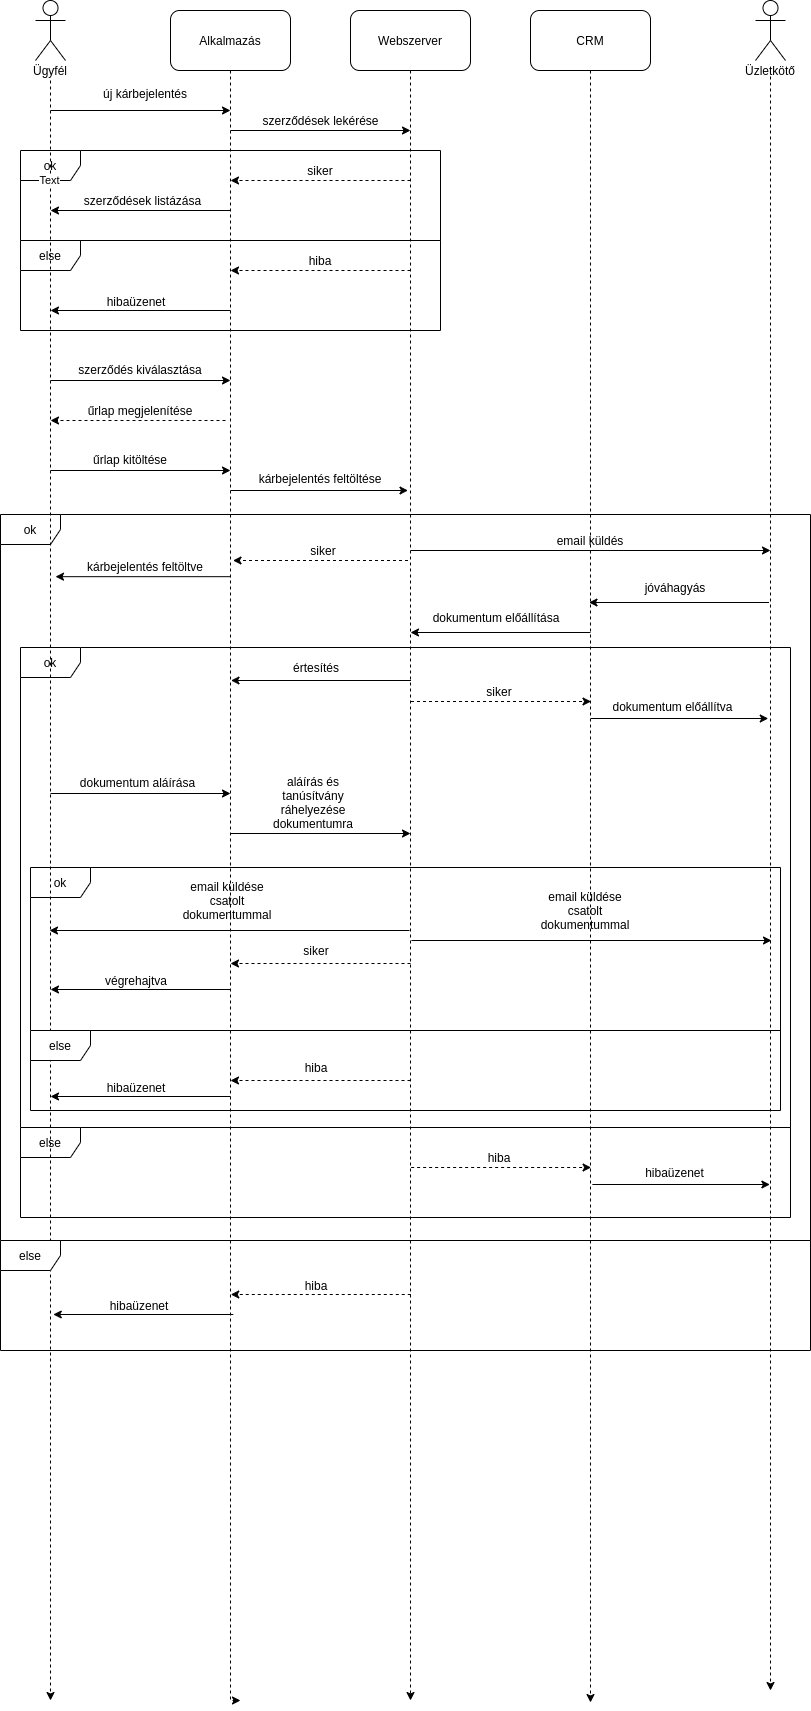 Ügyfél
Alkalmazás
Webszerver
CRM
Üzletkötő
új kárbejelentés
szerződések lekérése
ok
Text
siker
szerződések listázása
else
hiba
hibaüzenet
szerződés kiválasztása
űrlap megjelenítése
űrlap kitöltése
kárbejelentés feltöltése
ok
email küldés
siker
kárbejelentés feltöltve
jóváhagyás
dokumentum előállítása
ok
értesítés
siker
dokumentum előállítva
dokumentum aláírása
aláírás és
tanúsítvány
ráhelyezése
dokumentumra
ok
email küldése
csatolt
dokumentummal
email küldése
csatolt
dokumentummal
siker
végrehajtva
else
hiba
hibaüzenet
else
hiba
hibaüzenet
else
hiba
hibaüzenet